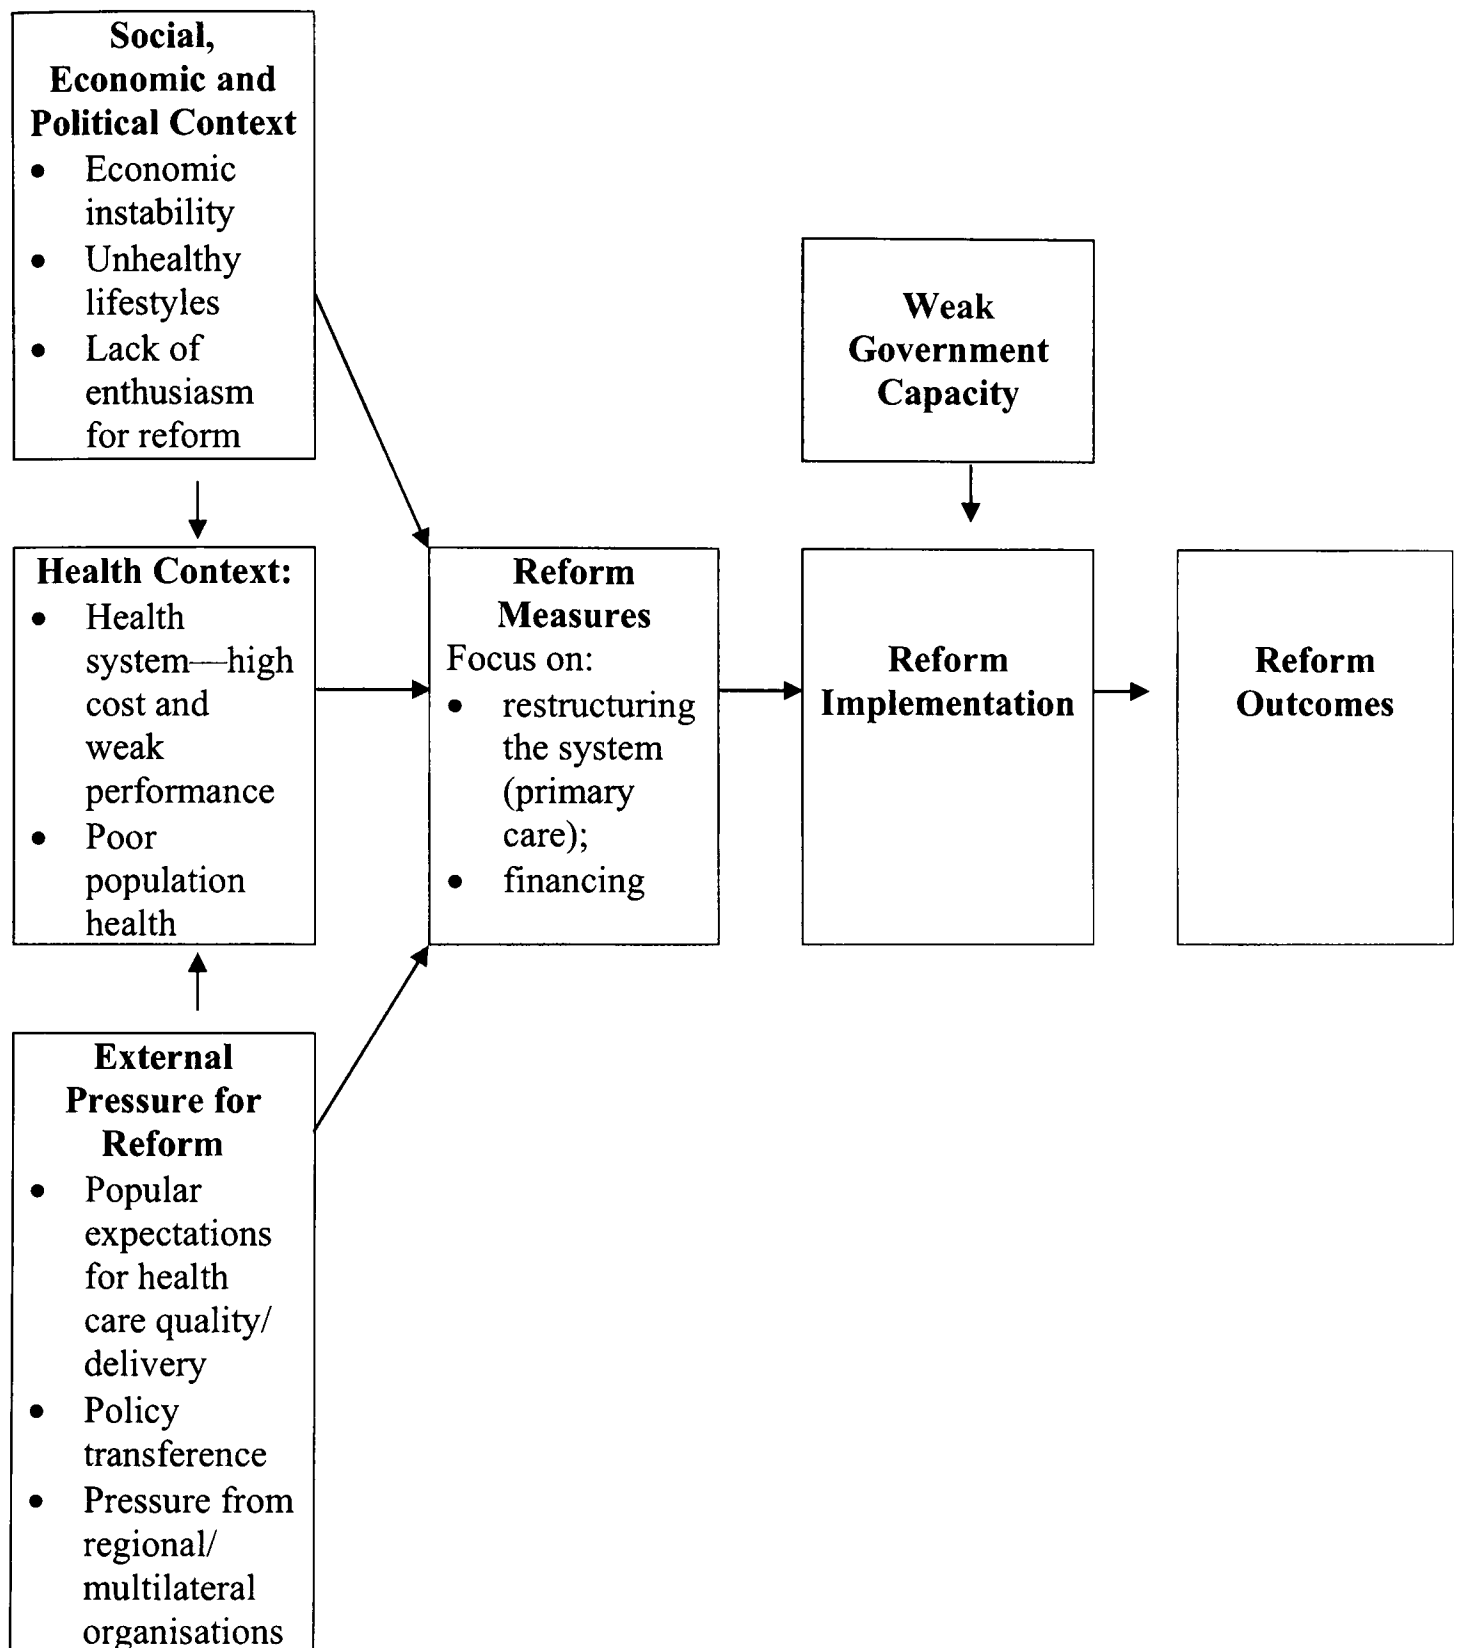 Social,
Economic and
Political Context
• Economic
instability
• Unhealthy
lifestyles
• Lack of
enthusiasm
for reform
Weak
Government
Capacity
Health Context:
• Health
system—high
cost and
weak
performance
• Poor
population
health
Reform
Measures
Focus on:
• restructuring
the system
(primary
care);
• financing
Reform
Implementation
Reform
Outcomes
External
Pressure for
Reform
• Popular
expectations
for health
care quality/
delivery
• Policy
transference
• Pressure from
regional/
multilateral
organisations